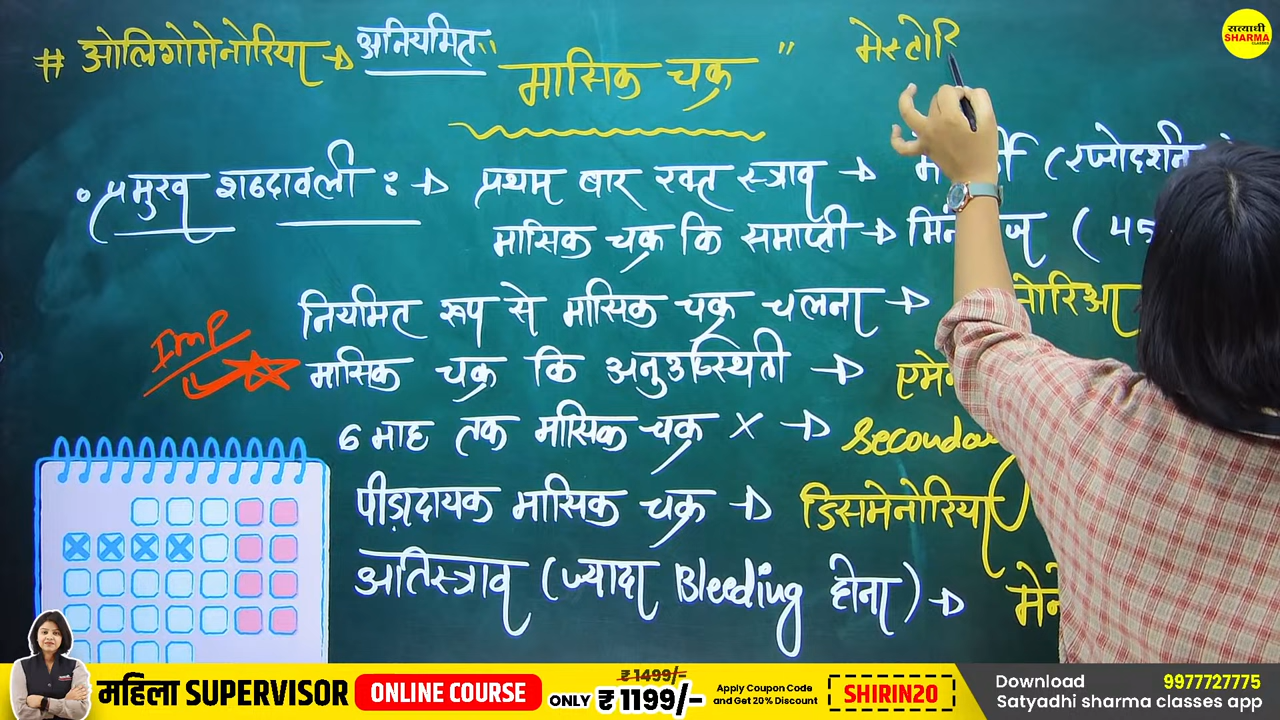 # ओलिगोमेनोरिया → अनियमित
" मासिक चक्र "
मेस्टोरि
• प्रमुख शब्दावली :→ प्रथम बार रक्त स्त्राव → (रजोदर्शन
मासिक चक्र कि समाप्ती → ( 45
नियमित रूप से मासिक चक्र चलना →
IMP मासिक चक्र कि अनुउपस्थिती →
6 माह तक मासिक चक्र × →
पीड़ादायक मासिक चक्र → डिसमेनोरिया
अतिस्त्राव (ज्यादा Bleeding होना) →
सत्याधी
SHARMA
CLASSES
महिला SUPERVISOR
ONLINE COURSE
₹ 1499/-
ONLY ₹ 1199/-
Apply Coupon Code
and Get 20% Discount
SHIRIN20
Download 9977727775
Satyadhi sharma classes app